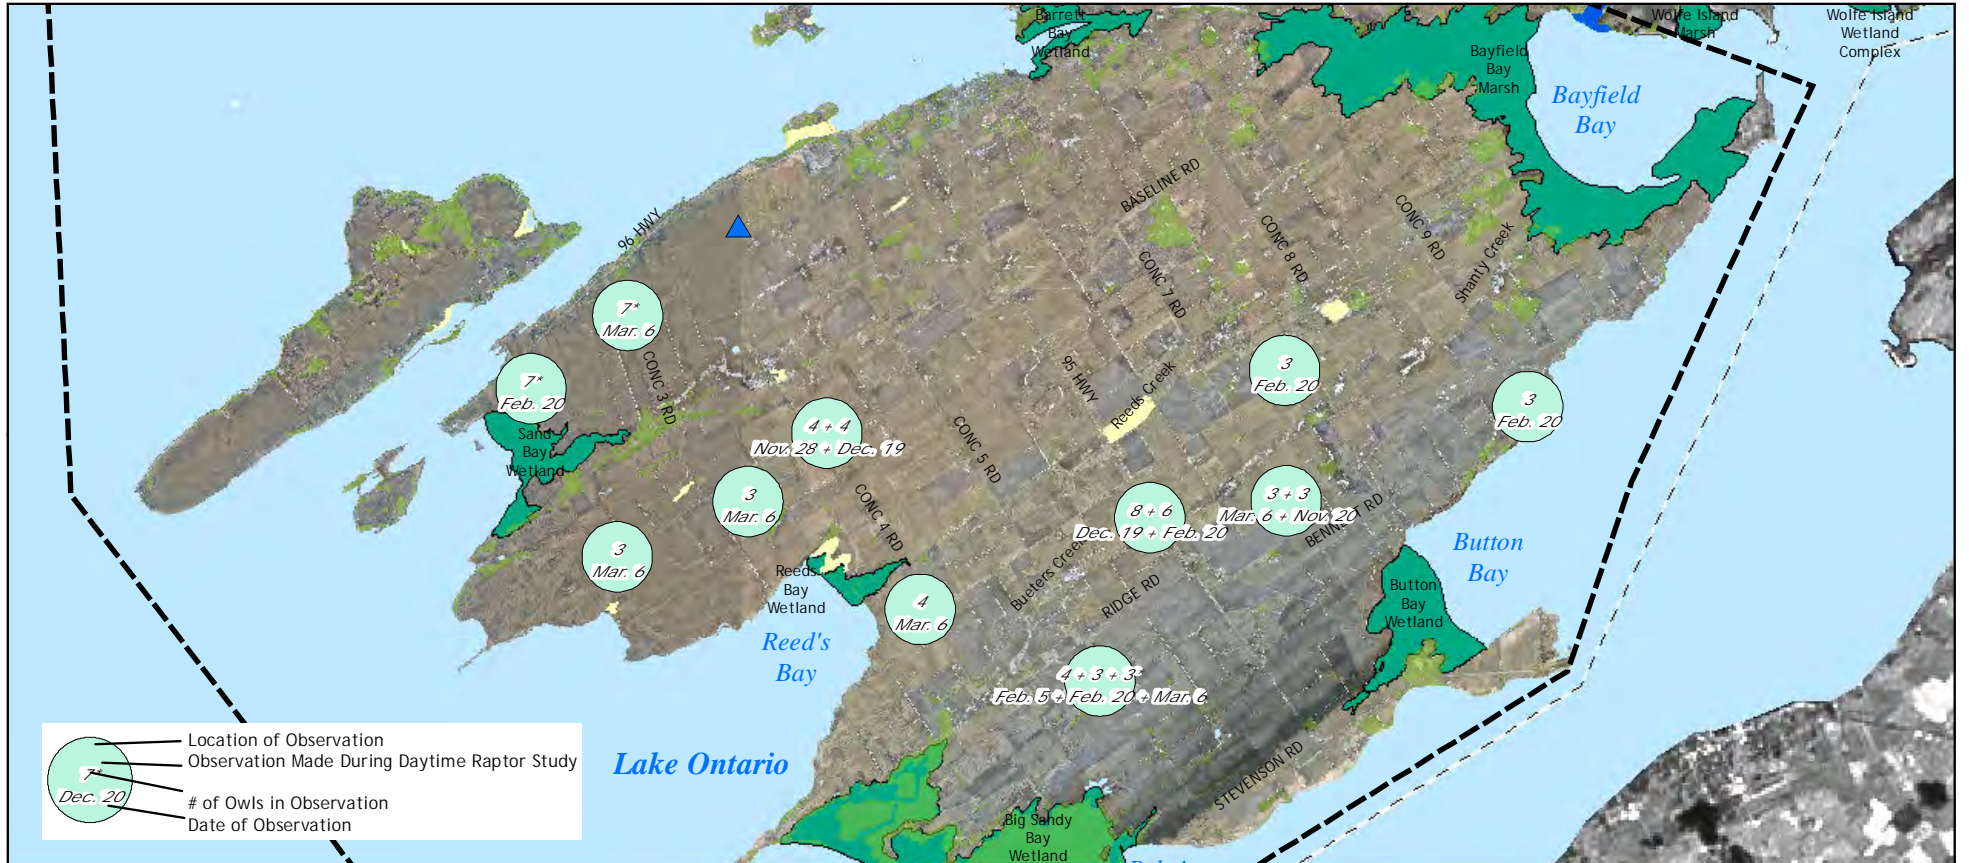 Barrett
Bay
Wetland
Bayfield
Bay
Marsh
Wolfe Island
Marsh
Wolfe Island
Wetland
Complex
Bayfield
Bay
BASELINE RD
96 HWY
CONC 9 RD
CONC 8 RD
CONC 7 RD
Shanty Creek
7*
Mar. 6
7*
Feb. 20
CONC 3 RD
95 HWY
Reeds Creek
3
Feb. 20
3
Feb. 20
Sand
Bay
Wetland
4 + 4
Nov. 28 + Dec. 19
CONC 5 RD
3
Mar. 6
CONC 4 RD
8 + 6
Dec. 19 + Feb. 20
3 + 3
Mar. 6 + Nov. 20
BENNETT RD
3
Mar. 6
Reeds
Bay
Wetland
Bueters Creek
RIDGE RD
Button
Bay
Button
Bay
Wetland
4
Mar. 6
Reed's
Bay
4 + 3 + 3*
Feb. 5 + Feb. 20 + Mar. 6
Lake Ontario
STEVENSON RD
Big Sandy
Bay
Wetland
7*
Dec. 20
Location of Observation
Observation Made During Daytime Raptor Study
# of Owls in Observation
Date of Observation